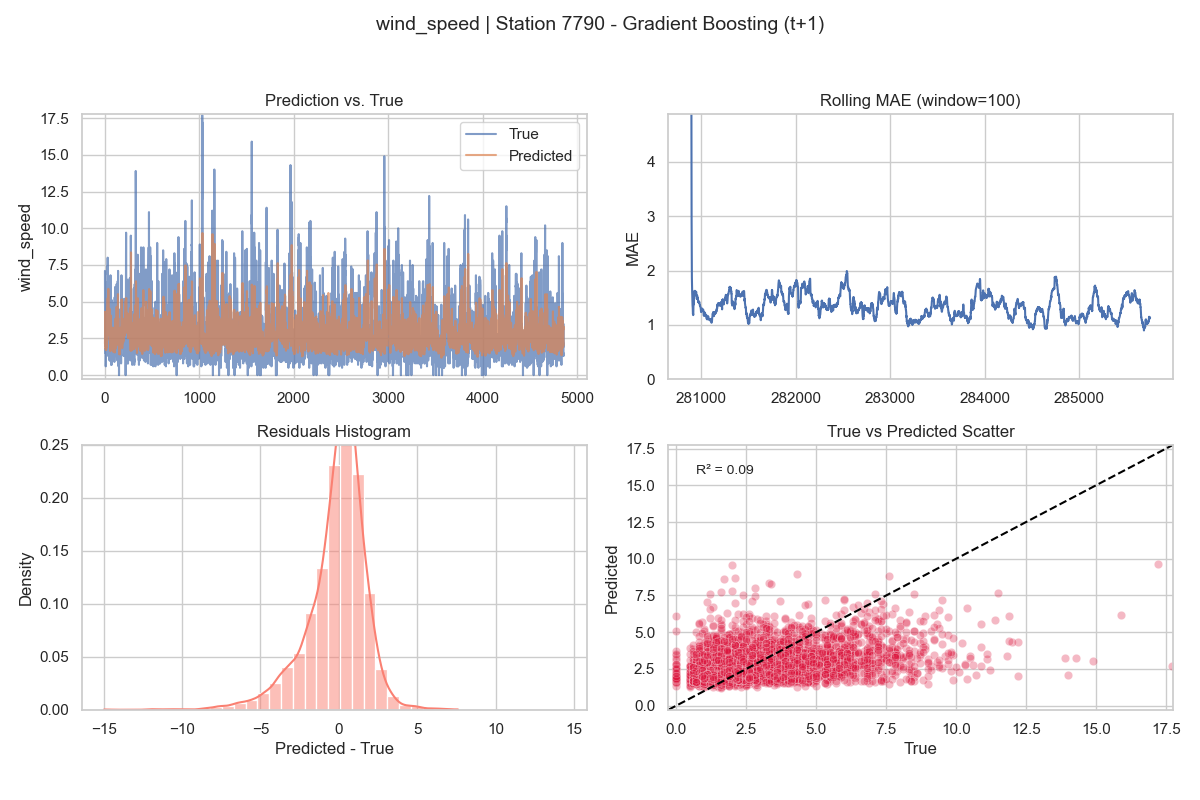 wind_speed | Station 7790 - Gradient Boosting (t+1)
Prediction vs. True
17.5
15.0
12.5
10.0
7.5
5.0
2.5
0.0
wind_speed
True
Predicted
0 1000 2000 3000 4000 5000
Rolling MAE (window=100)
4
3
2
1
0
MAE
281000 282000 283000 284000 285000
Residuals Histogram
0.25
0.20
0.15
0.10
0.05
0.00
Density
−15 −10 −5 0 5 10 15
Predicted - True
True vs Predicted Scatter
R² = 0.09
17.5
15.0
12.5
10.0
7.5
5.0
2.5
0.0
Predicted
0.0 2.5 5.0 7.5 10.0 12.5 15.0 17.5
True